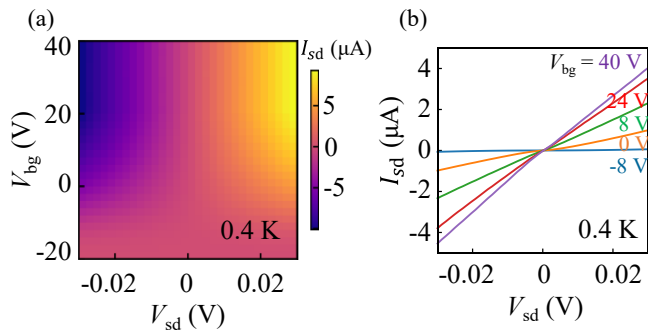 (a)
I_sd (μA)
40
20
0
-20
V_bg (V)
5
0
-5
0.4 K
-0.02
0
0.02
V_sd (V)
(b)
V_bg = 40 V
24 V
8 V
0 V
-8 V
4
2
0
-2
-4
I_sd (μA)
0.4 K
-0.02
0
0.02
V_sd (V)